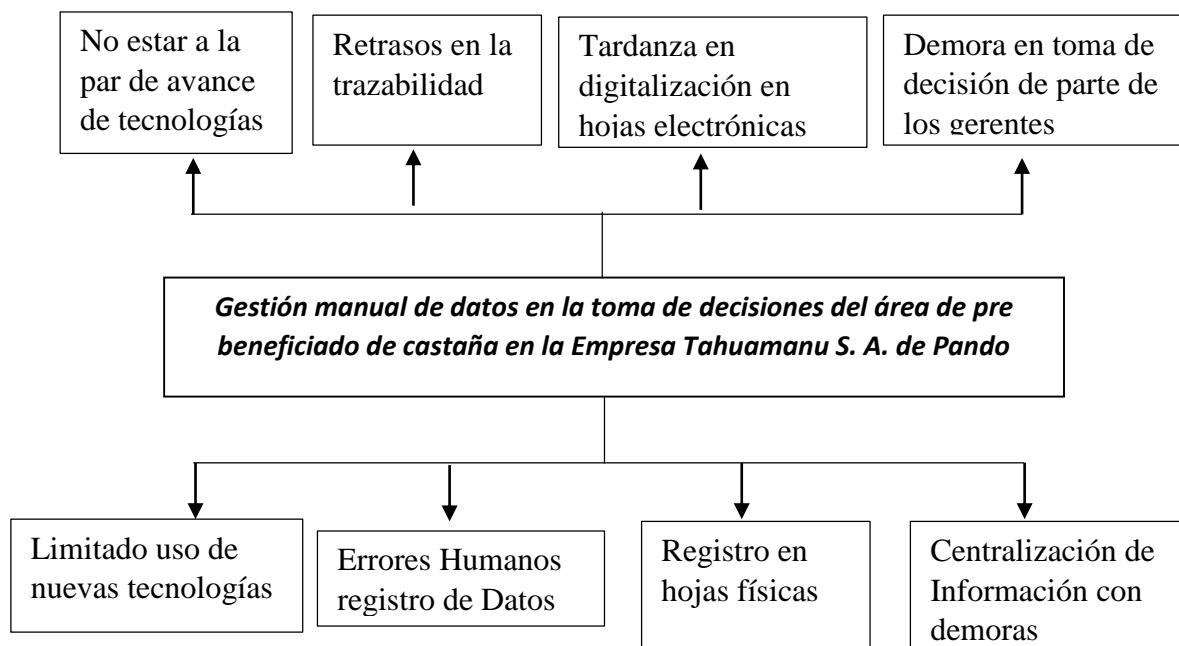 No estar a la
par de avance
de tecnologías
Retrasos en la
trazabilidad
Tardanza en
digitalización en
hojas electrónicas
Demora en toma de
decisión de parte de
los gerentes
Gestión manual de datos en la toma de decisiones del área de pre
beneficiado de castaña en la Empresa Tahuamanu S. A. de Pando
Limitado uso de
nuevas tecnologías
Errores Humanos
registro de Datos
Registro en
hojas físicas
Centralización de
Información con
demoras